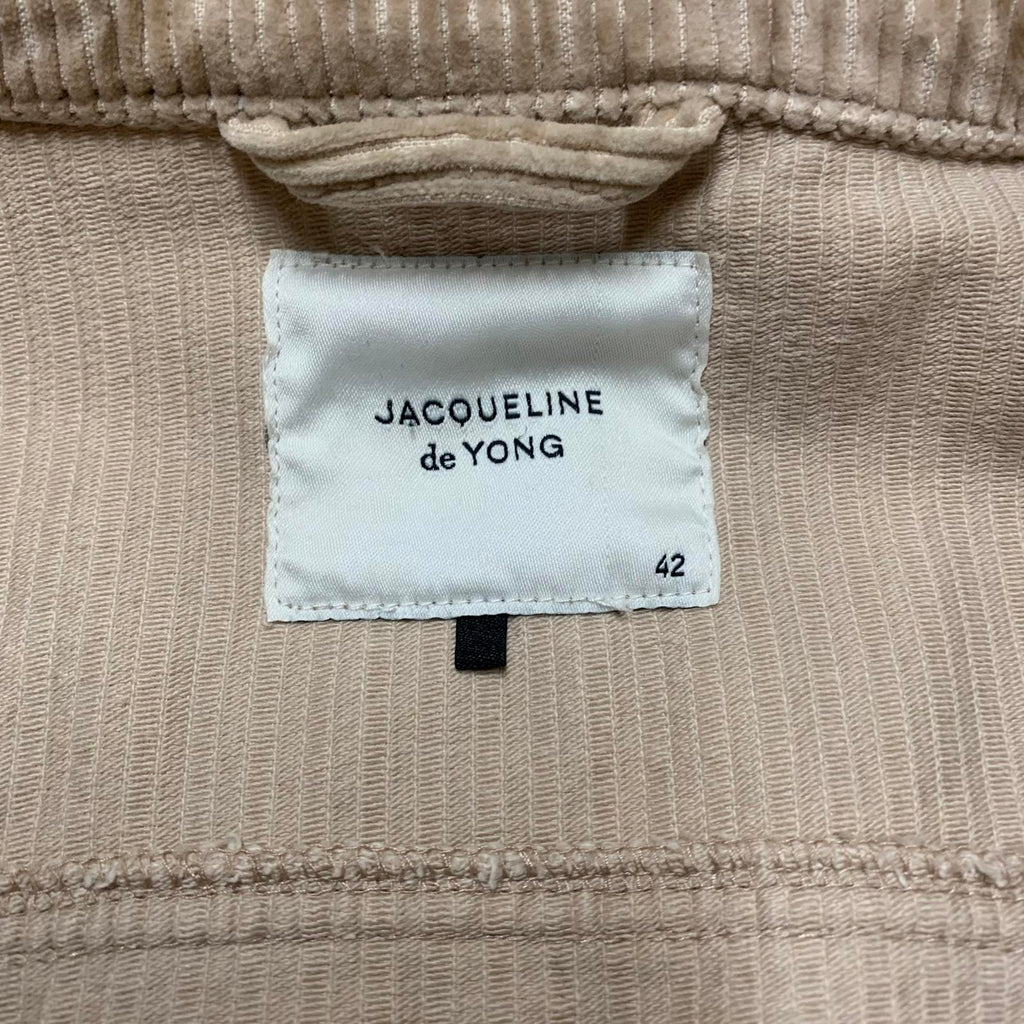 JACQUELINE
de YONG
42